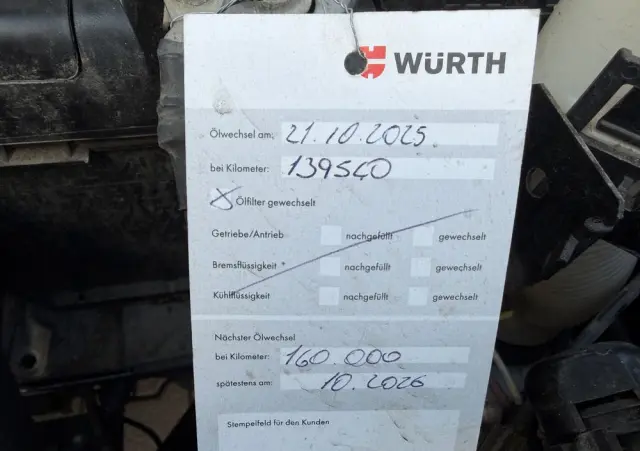 WÜRTH
Ölwechsel am: 21.10.2025
bei Kilometer: 139540
Ölfilter gewechselt
Getriebe/Antrieb nachgefüllt gewechselt
Bremsflüssigkeit * nachgefüllt gewechselt
Kühlflüssigkeit nachgefüllt gewechselt
Nächster Ölwechsel
bei Kilometer: 160.000
spätestens am: 10.2026
Stempelfeld für den Kunden